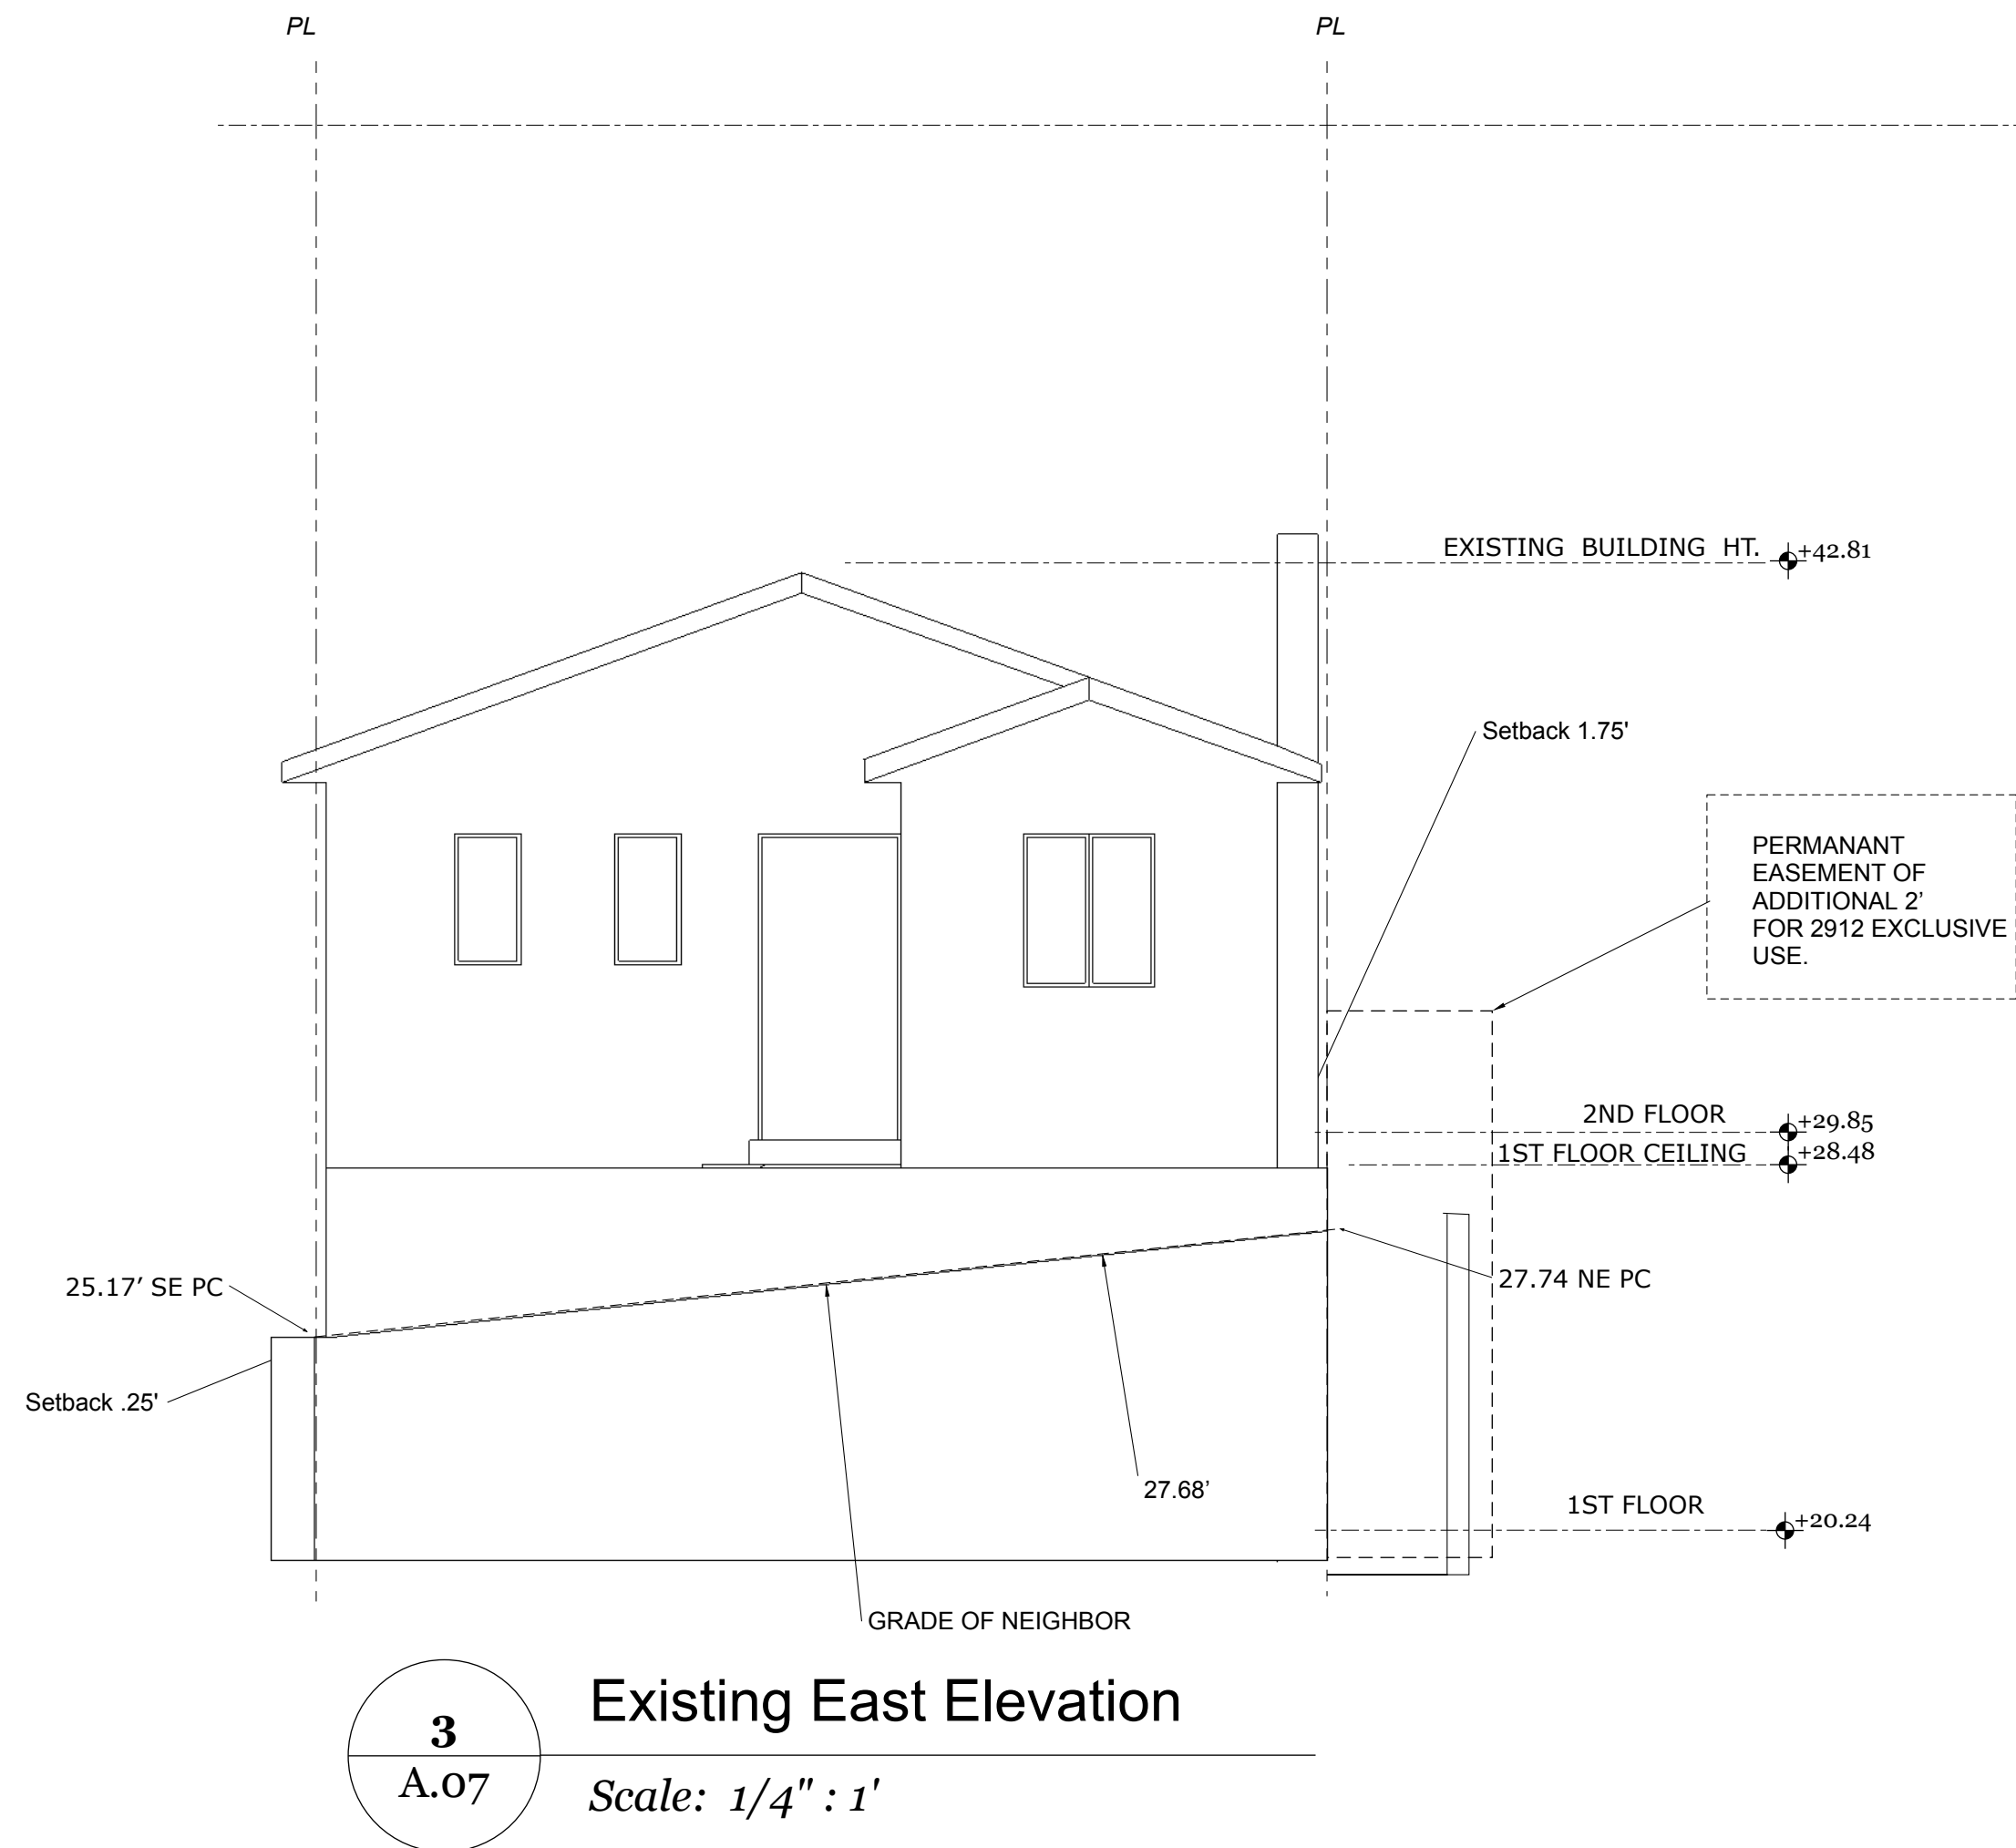 PL
PL
EXISTING BUILDING HT.
+42.81
Setback 1.75'
PERMANANT
EASEMENT OF
ADDITIONAL 2’
FOR 2912 EXCLUSIVE
USE.
2ND FLOOR
+29.85
1ST FLOOR CEILING
+28.48
25.17’ SE PC
27.74 NE PC
Setback .25'
27.68’
1ST FLOOR
+20.24
GRADE OF NEIGHBOR
3
A.07
Existing East Elevation
Scale: 1/4" : 1'